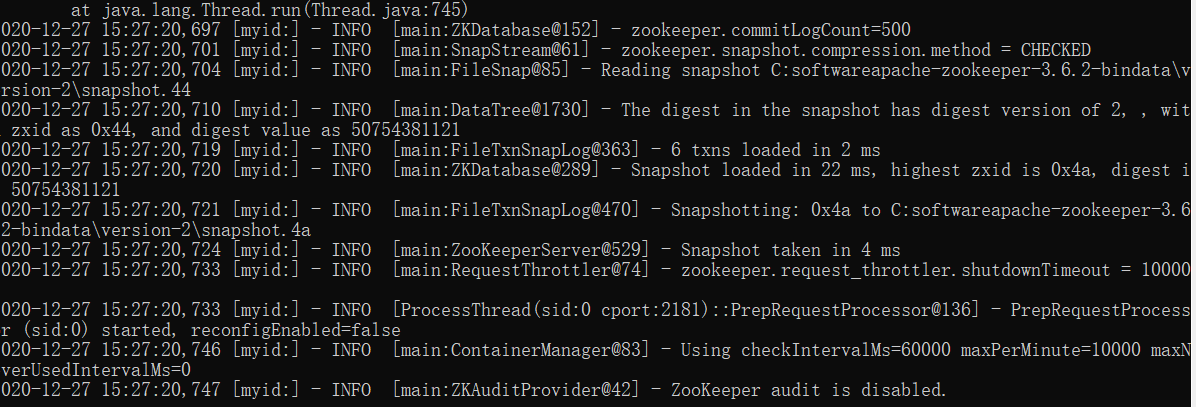 at java.lang.Thread.run(Thread.java:745)
020-12-27 15:27:20,697 [myid:] - INFO  [main:ZKDatabase@152] - zookeeper.commitLogCount=500
020-12-27 15:27:20,701 [myid:] - INFO  [main:SnapStream@61] - zookeeper.snapshot.compression.method = CHECKED
020-12-27 15:27:20,704 [myid:] - INFO  [main:FileSnap@85] - Reading snapshot C:softwareapache-zookeeper-3.6.2-bindata\v
rsion-2\snapshot.44
020-12-27 15:27:20,710 [myid:] - INFO  [main:DataTree@1730] - The digest in the snapshot has digest version of 2, , wit
 zxid as 0x44, and digest value as 50754381121
020-12-27 15:27:20,719 [myid:] - INFO  [main:FileTxnSnapLog@363] - 6 txns loaded in 2 ms
020-12-27 15:27:20,720 [myid:] - INFO  [main:ZKDatabase@289] - Snapshot loaded in 22 ms, highest zxid is 0x4a, digest i
 50754381121
020-12-27 15:27:20,721 [myid:] - INFO  [main:FileTxnSnapLog@470] - Snapshotting: 0x4a to C:softwareapache-zookeeper-3.6
2-bindata\version-2\snapshot.4a
020-12-27 15:27:20,724 [myid:] - INFO  [main:ZooKeeperServer@529] - Snapshot taken in 4 ms
020-12-27 15:27:20,733 [myid:] - INFO  [main:RequestThrottler@74] - zookeeper.request_throttler.shutdownTimeout = 10000
020-12-27 15:27:20,733 [myid:] - INFO  [ProcessThread(sid:0 cport:2181)::PrepRequestProcessor@136] - PrepRequestProcess
r (sid:0) started, reconfigEnabled=false
020-12-27 15:27:20,746 [myid:] - INFO  [main:ContainerManager@83] - Using checkIntervalMs=60000 maxPerMinute=10000 maxN
verUsedIntervalMs=0
020-12-27 15:27:20,747 [myid:] - INFO  [main:ZKAuditProvider@42] - ZooKeeper audit is disabled.